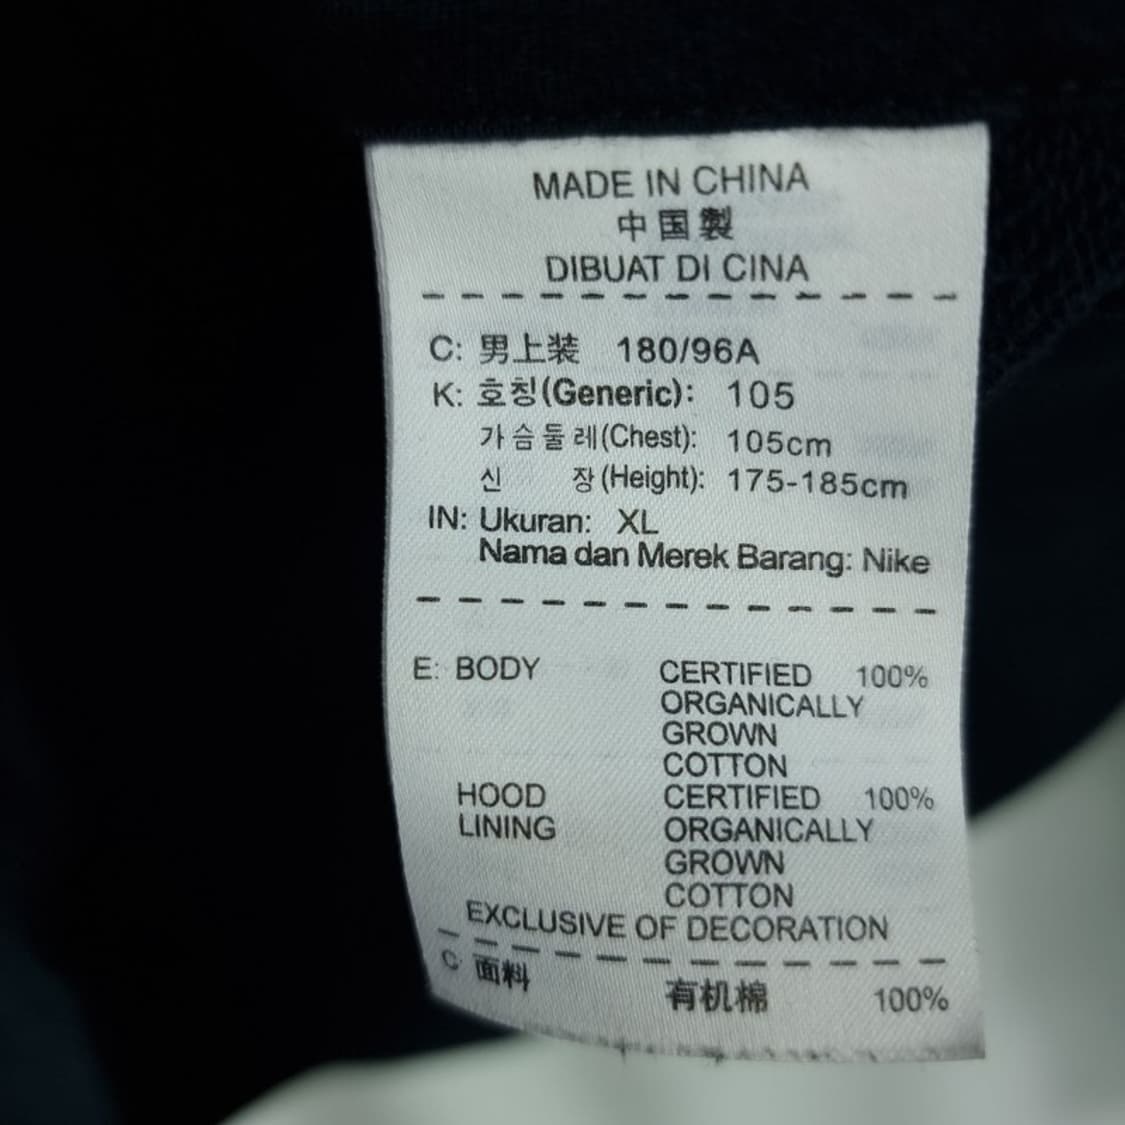 MADE IN CHINA
中国製
DIBUAT DI CINA
C: 男上装 180/96A
K: 호칭(Generic): 105
가슴둘레(Chest): 105cm
신 장(Height): 175-185cm
IN: Ukuran: XL
Nama dan Merek Barang: Nike
E: BODY CERTIFIED 100%
ORGANICALLY
GROWN
COTTON
HOOD CERTIFIED 100%
LINING ORGANICALLY
GROWN
COTTON
EXCLUSIVE OF DECORATION
C: 面料 有机棉 100%